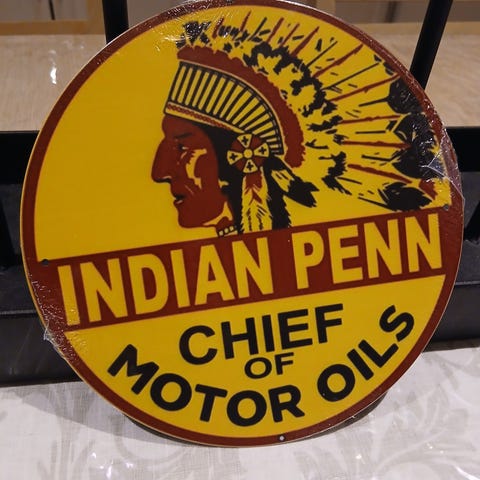 INDIAN PENN
CHIEF
OF
MOTOR OILS